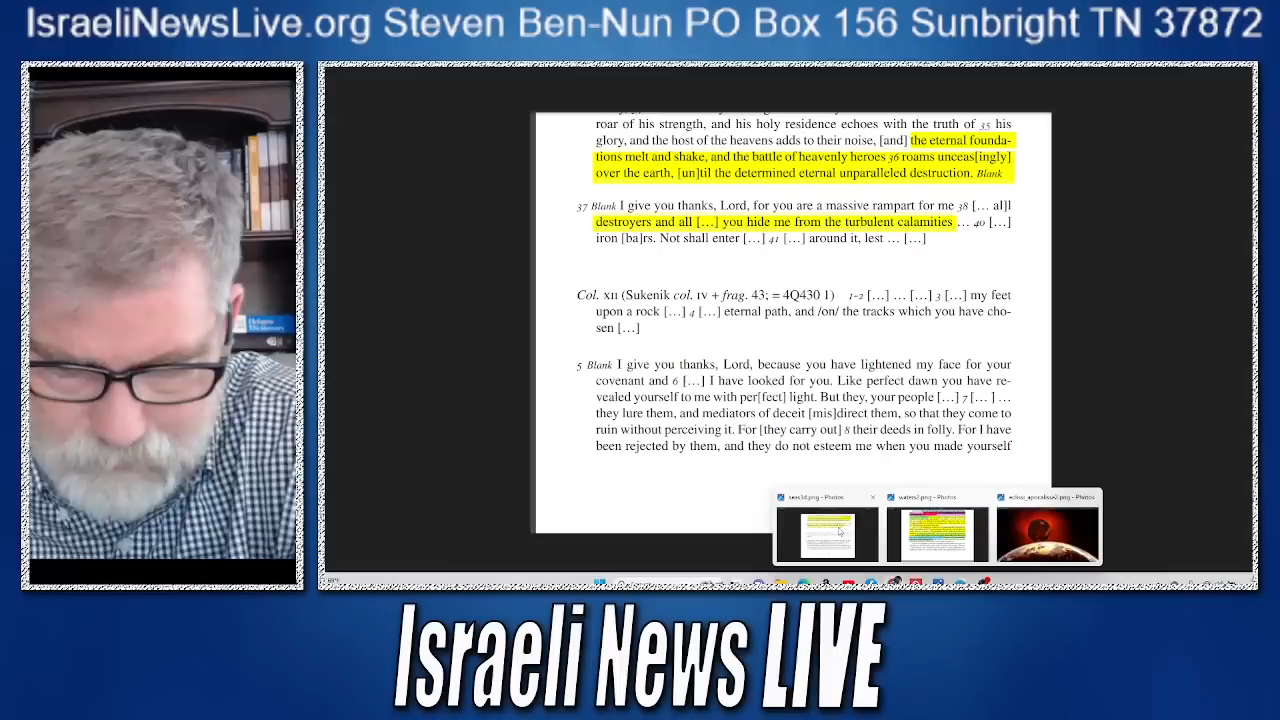 IsraeliNewsLive.org Steven Ben-Nun PO Box 156 Sunbright TN 37872
roar of his strength, and his holy residence echoes with the truth of 35 his
glory, and the host of the heavens adds to their noise, [and] the eternal founda-
tions melt and shake, and the battle of heavenly heroes 36 roams unceas[ingly]
over the earth, [un]til the determined eternal unparalleled destruction. Blank
37 Blank I give you thanks, Lord, for you are a massive rampart for me 38 [… al]l
destroyers and all […] you hide me from the turbulent calamities … 40 […]
iron [ba]rs. Not shall enter […] 41 […] around it, lest … […]
Col. XII (Sukenik col. IV + frag. 43; = 4Q430 1) 1-2 […] … […] 3 […] my feet
upon a rock […] 4 […] eternal path, and /on/ the tracks which you have cho-
sen […]
5 Blank I give you thanks, Lord, because you have lightened my face for your
covenant and 6 […] I have looked for you. Like perfect dawn you have re-
vealed yourself to me with per[fect] light. But they, your people […] 7 [… ] …
they lure them, and mediators of deceit [mis]direct them, so that they come to
ruin without perceiving it. For [they carry out] 8 their deeds in folly. For I have
been rejected by them, and they do not esteem me when you made yourself
seas3d.png - Photos
waters2.png - Photos
eclissi_apocalisse2.png - Photos
Hebrew
Israeli News LIVE